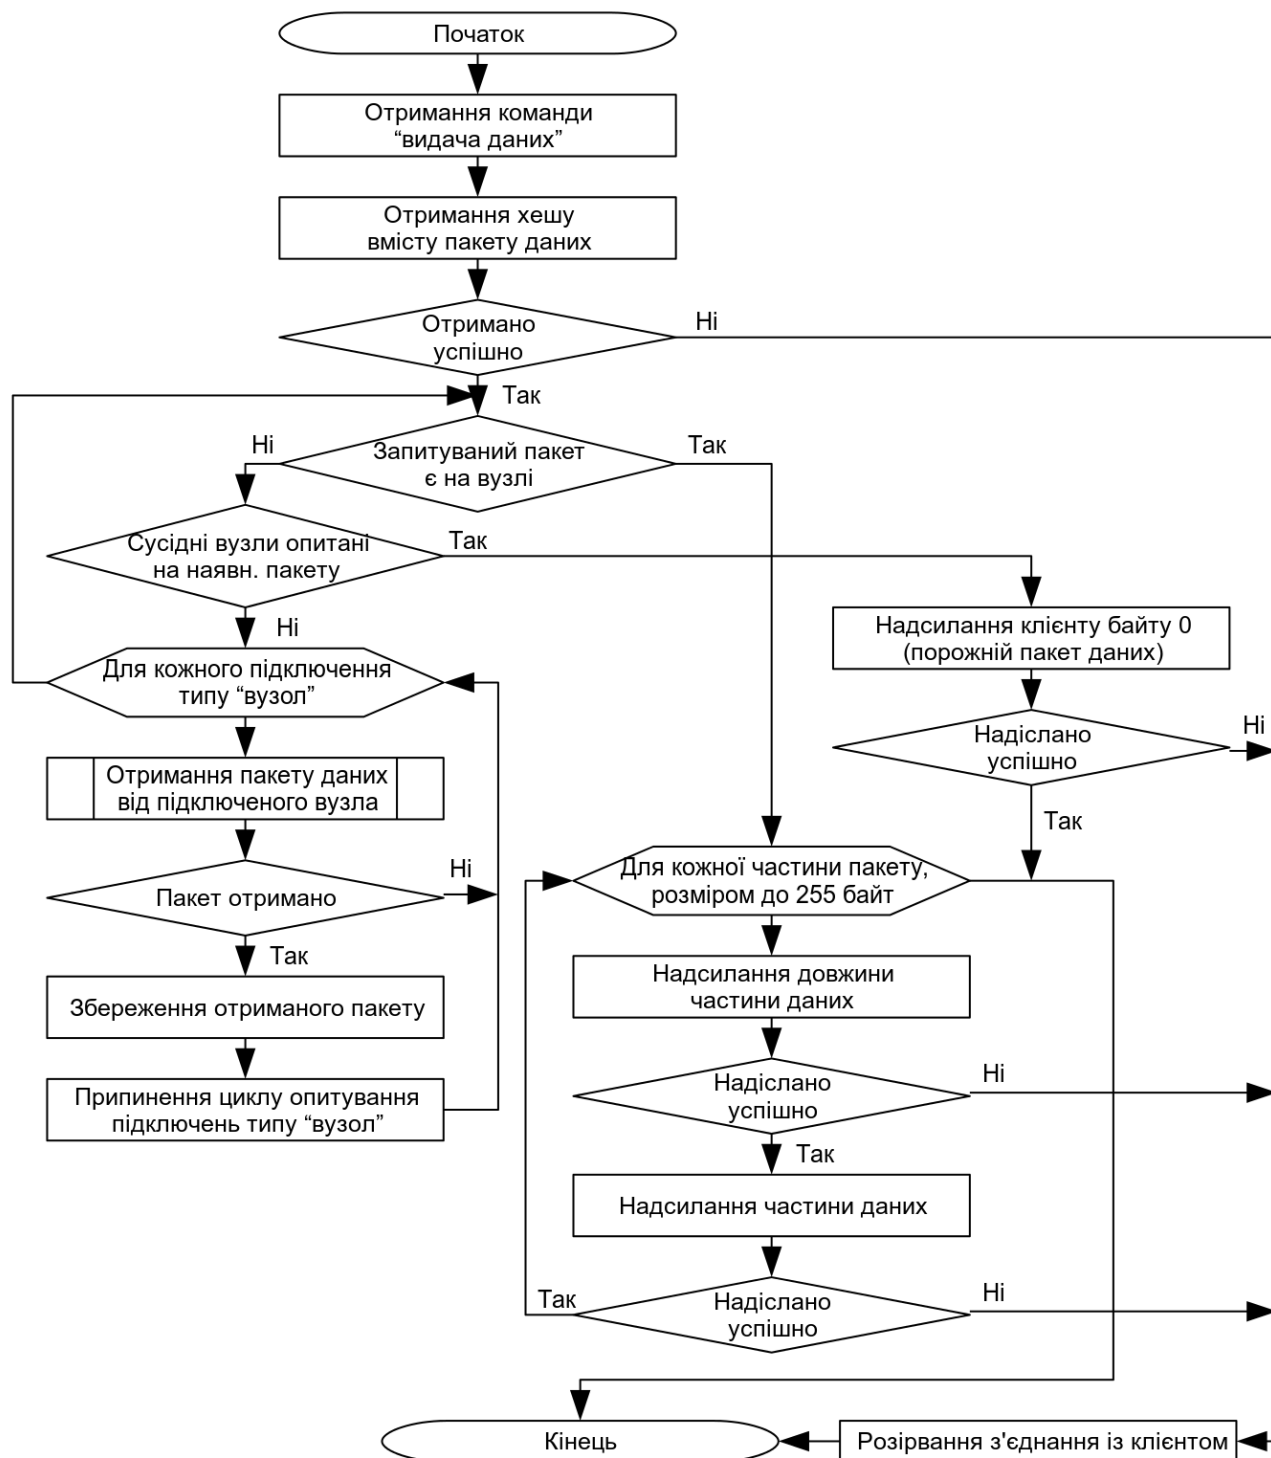 Початок
Отримання команди
“видача даних”
Отримання хешу
вмісту пакету даних
Отримано
успішно
Ні
Так
Запитуваний пакет
є на вузлі
Ні
Так
Сусідні вузли опитані
на наявн. пакету
Так
Ні
Надсилання клієнту байту 0
(порожній пакет даних)
Для кожного підключення
типу “вузол”
Надіслано
успішно
Ні
Так
Отримання пакету даних
від підключеного вузла
Пакет отримано
Ні
Так
Для кожної частини пакету,
розміром до 255 байт
Збереження отриманого пакету
Надсилання довжини
частини даних
Припинення циклу опитування
підключень типу “вузол”
Надіслано
успішно
Ні
Так
Надсилання частини даних
Надіслано
успішно
Так
Ні
Кінець
Розірвання з'єднання із клієнтом